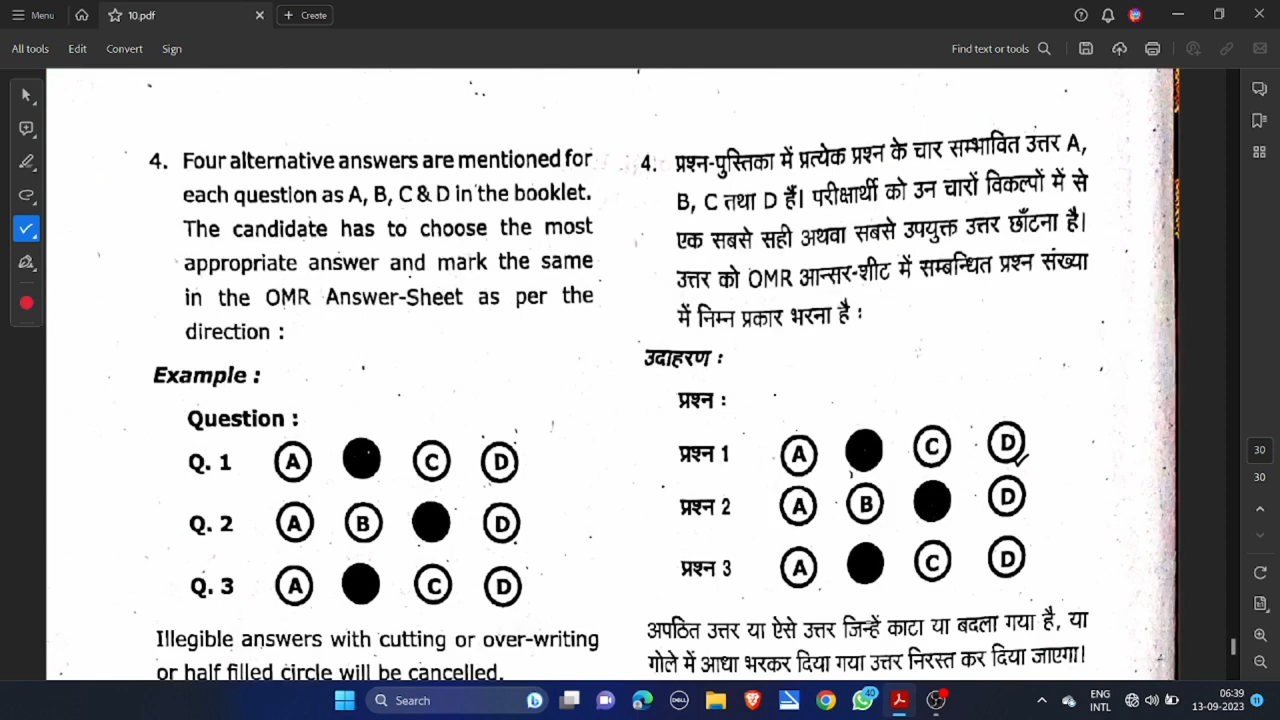 Menu
10.pdf
Create
All tools
Edit
Convert
Sign
Find text or tools
4. Four alternative answers are mentioned for
each question as A, B, C & D in the booklet.
The candidate has to choose the most
appropriate answer and mark the same
in the OMR Answer-Sheet as per the
direction :
Example :
Question :
Q. 1 A C D
Q. 2 A B D
Q. 3 A C D
Illegible answers with cutting or over-writing
or half filled circle will be cancelled.
4. प्रश्न-पुस्तिका में प्रत्येक प्रश्न के चार सम्भावित उत्तर A,
B, C तथा D हैं। परीक्षार्थी को उन चारों विकल्पों में से
एक सबसे सही अथवा सबसे उपयुक्त उत्तर छाँटना है।
उत्तर को OMR आन्सर-शीट में सम्बन्धित प्रश्न संख्या
में निम्न प्रकार भरना है :
उदाहरण :
प्रश्न :
प्रश्न 1 A C D
प्रश्न 2 A B D
प्रश्न 3 A C D
अपठित उत्तर या ऐसे उत्तर जिन्हें काटा या बदला गया है, या
गोले में आधा भरकर दिया गया उत्तर निरस्त कर दिया जाएगा।
30
30
Search
DELL
40
ENG
INTL
06:39
13-09-2023